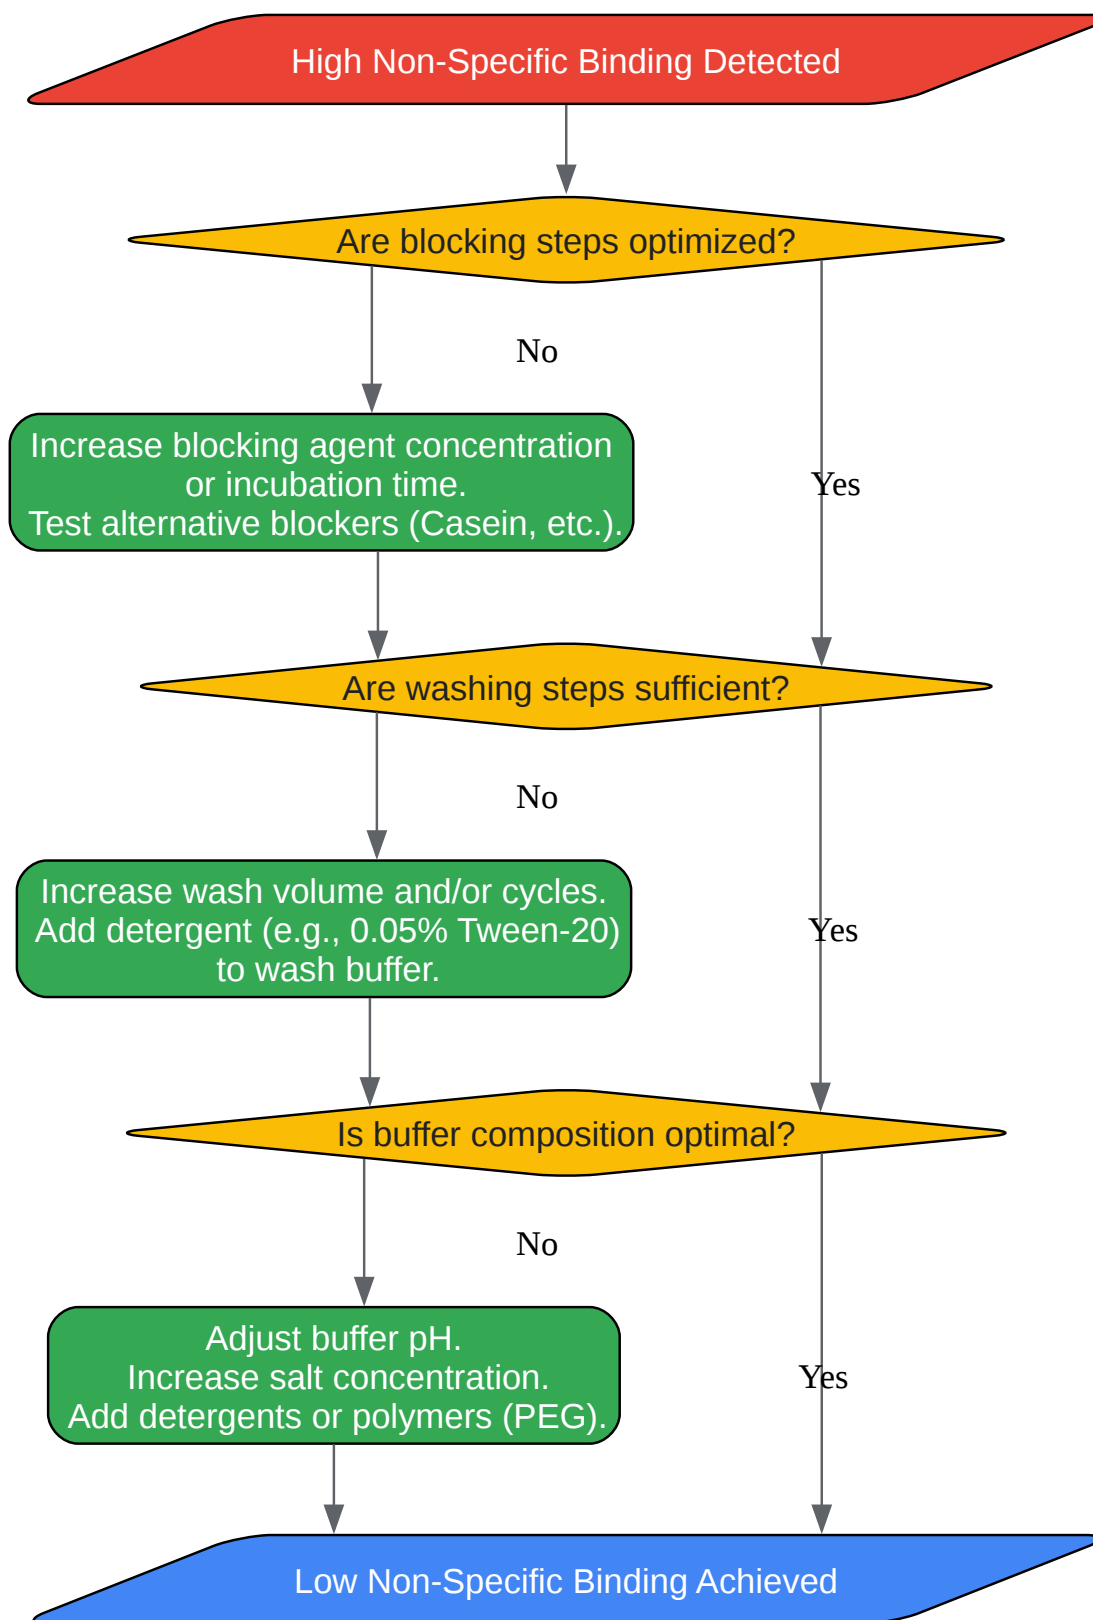 High Non-Specific Binding Detected
Are blocking steps optimized?
No
Increase blocking agent concentration
or incubation time.
Test alternative blockers (Casein, etc.).
Yes
Are washing steps sufficient?
No
Increase wash volume and/or cycles.
Add detergent (e.g., 0.05% Tween-20)
to wash buffer.
Yes
Is buffer composition optimal?
No
Adjust buffer pH.
Increase salt concentration.
Add detergents or polymers (PEG).
Yes
Low Non-Specific Binding Achieved